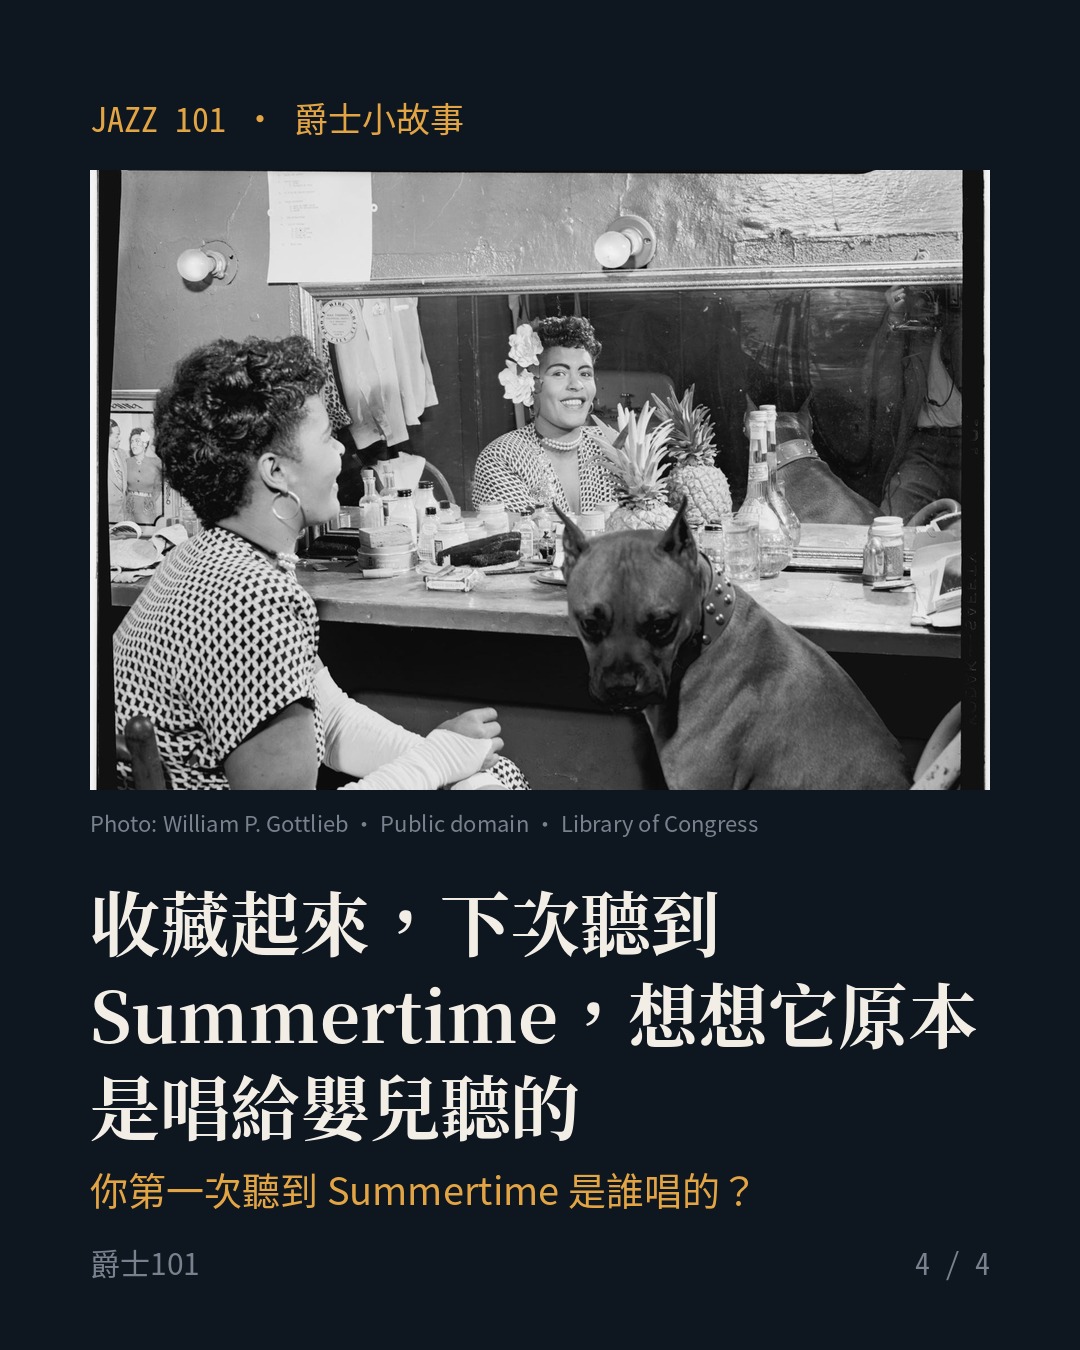 JAZZ 101 · 爵士小故事
Photo: William P. Gottlieb · Public domain · Library of Congress
收藏起來，下次聽到
Summertime，想想它原本
是唱給嬰兒聽的
你第一次聽到 Summertime 是誰唱的？
爵士101
4 / 4